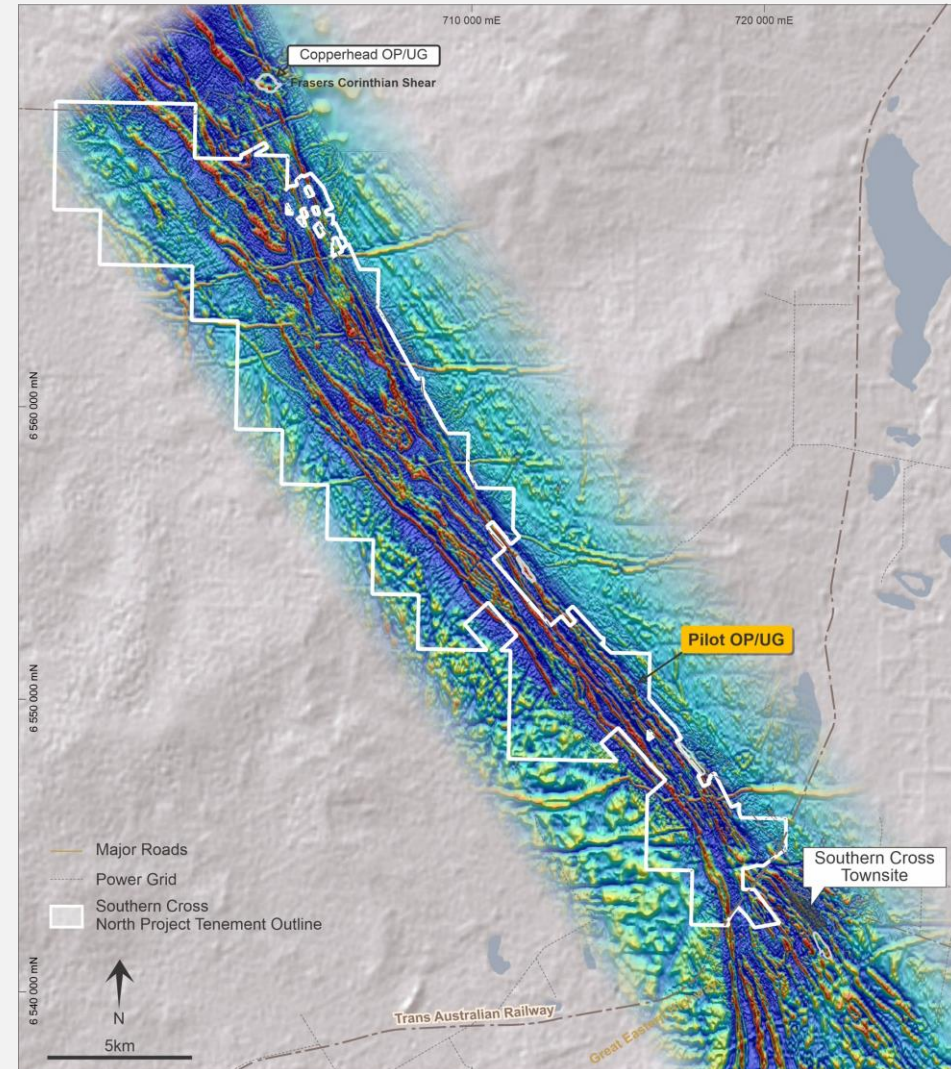 710 000 mE
720 000 mE
Copperhead OP/UG
Frasers Corinthian Shear
6 560 000 mN
Pilot OP/UG
6 550 000 mN
Major Roads
Power Grid
Southern Cross
North Project Tenement Outline
Southern Cross
Townsite
N
5km
6 540 000 mN
Trans Australian Railway
Great Eastern